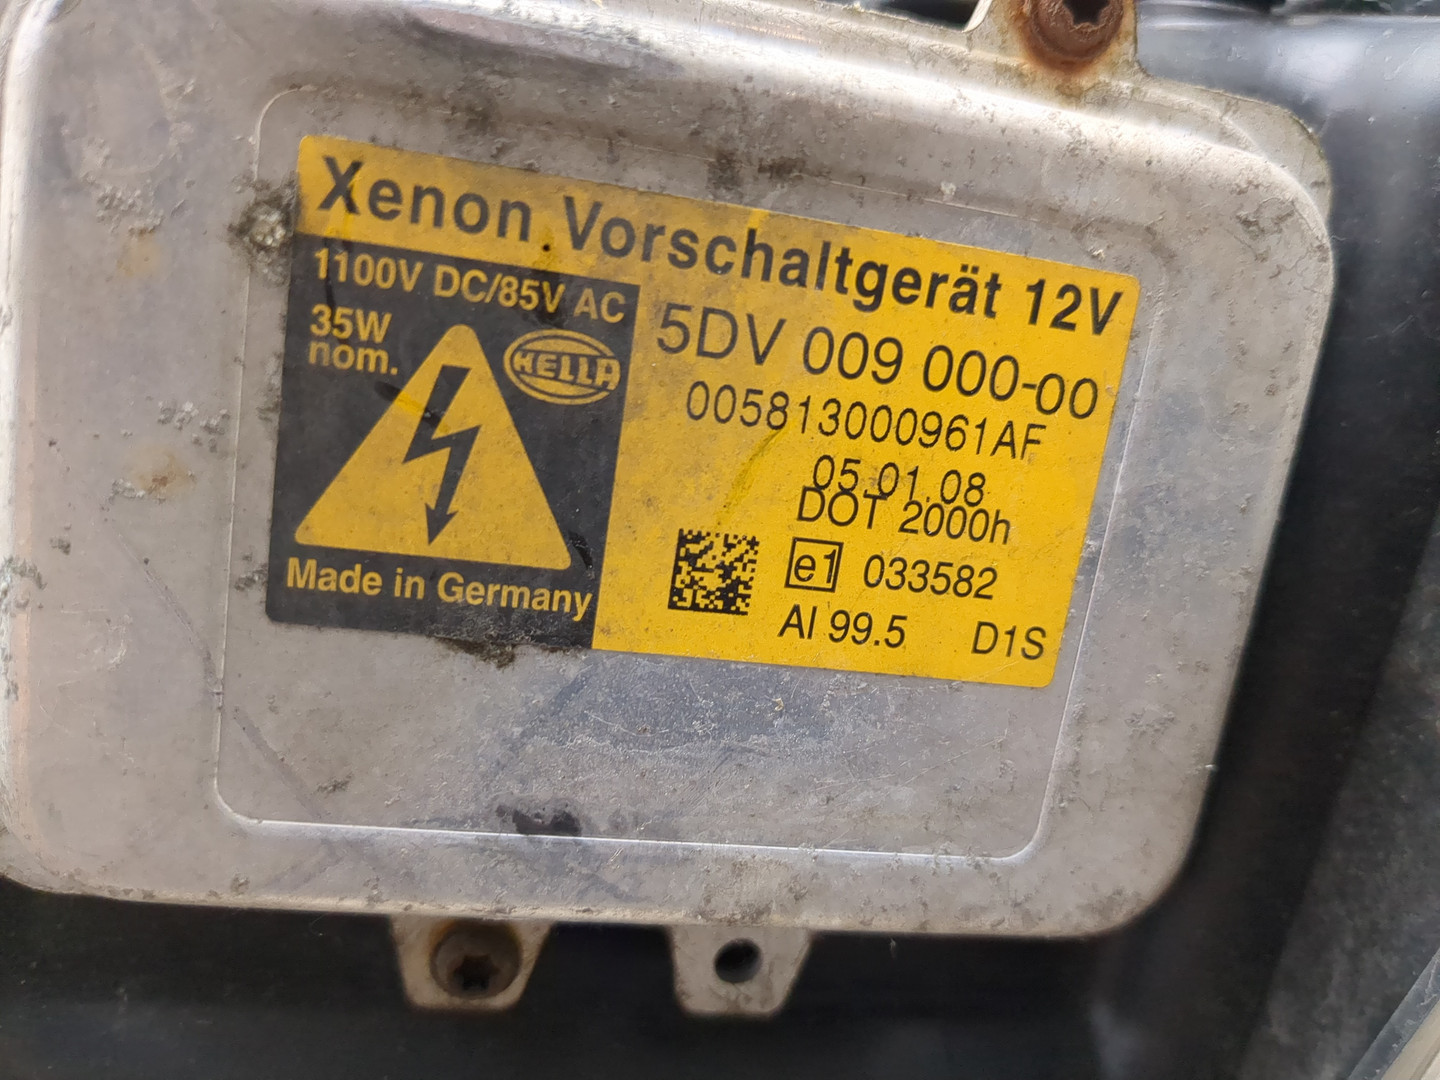 Xenon Vorschaltgerät 12V
1100V DC/85V AC
35W
nom.
HELLA
Made in Germany
5DV 009 000-00
005813000961AF
05.01.08
DOT 2000h
e1 033582
Al 99.5 D1S